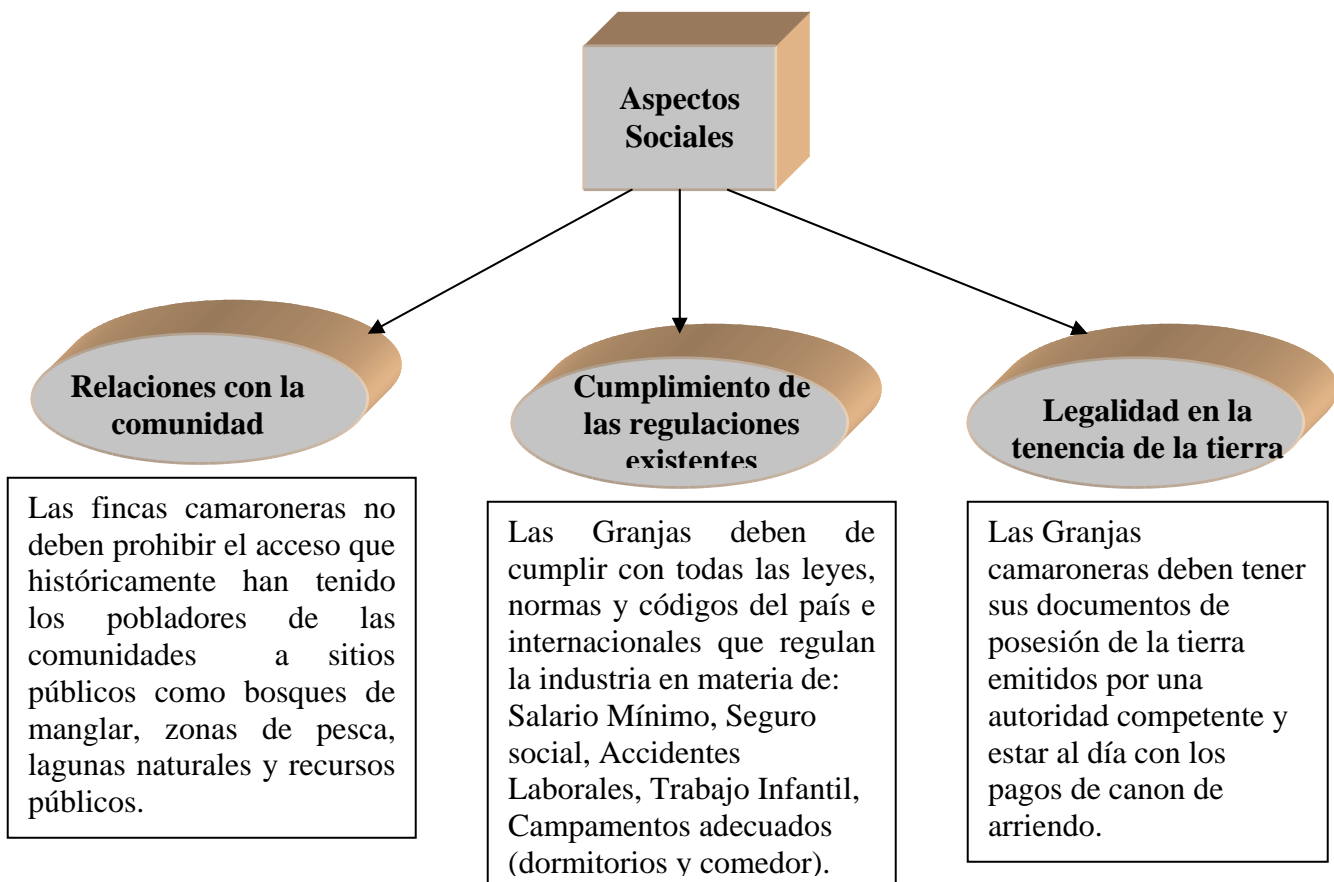 Aspectos
Sociales
Relaciones con la
comunidad
Las fincas camaroneras no
deben prohibir el acceso que
históricamente han tenido
los pobladores de las
comunidades a sitios
públicos como bosques de
manglar, zonas de pesca,
lagunas naturales y recursos
públicos.
Cumplimiento de
las regulaciones
existentes
Las Granjas deben de
cumplir con todas las leyes,
normas y códigos del país e
internacionales que regulan
la industria en materia de:
Salario Mínimo, Seguro
social, Accidentes
Laborales, Trabajo Infantil,
Campamentos adecuados
(dormitorios y comedor).
Legalidad en la
tenencia de la tierra
Las Granjas
camaroneras deben tener
sus documentos de
posesión de la tierra
emitidos por una
autoridad competente y
estar al día con los
pagos de canon de
arriendo.